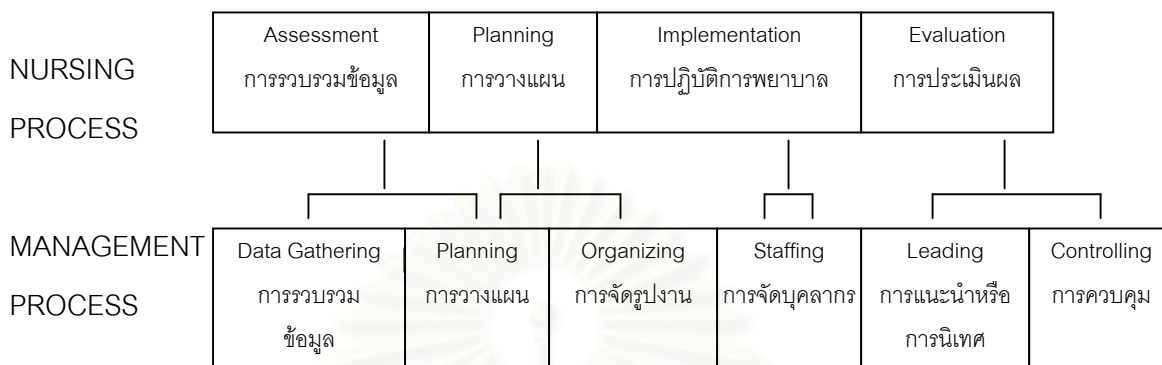 NURSING
PROCESS
Assessment
การรวบรวมข้อมูล
Planning
การวางแผน
Implementation
การปฏิบัติการพยาบาล
Evaluation
การประเมินผล
MANAGEMENT
PROCESS
Data Gathering
การรวบรวม
ข้อมูล
Planning
การวางแผน
Organizing
การจัดรูปงาน
Staffing
การจัดบุคลากร
Leading
การแนะนำหรือ
การนิเทศ
Controlling
การควบคุม